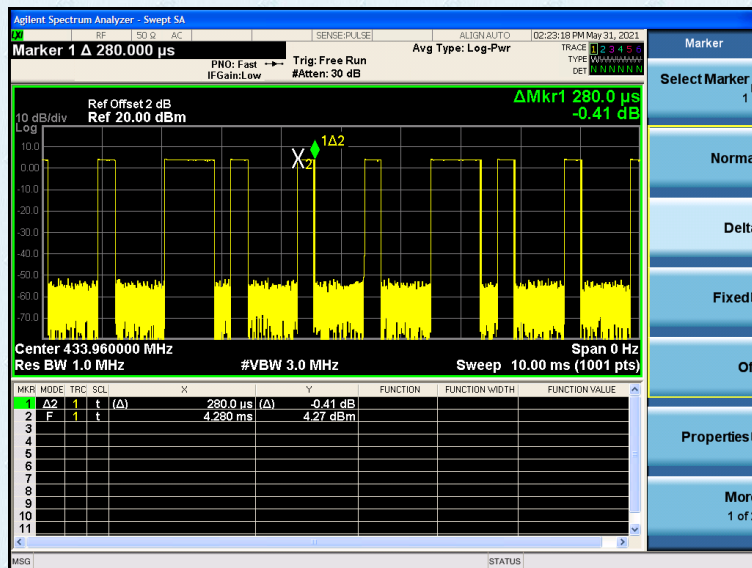 Agilent Spectrum Analyzer - Swept SA
RF 50 Ω AC SENSE:PULSE ALIGN AUTO 02:23:18 PM May 31, 2021
Marker 1 Δ 280.000 µs
PNO: Fast
IFGain:Low
Trig: Free Run
#Atten: 30 dB
Avg Type: Log-Pwr
TRACE 1 2 3 4 5 6
TYPE W
DET N N N N N N
ΔMkr1 280.0 µs
-0.41 dB
Ref Offset 2 dB
10 dB/div Ref 20.00 dBm
Log
10.0
0.00
-10.0
-20.0
-30.0
-40.0
-50.0
-60.0
-70.0
1Δ2
X2
Center 433.960000 MHz Span 0 Hz
Res BW 1.0 MHz #VBW 3.0 MHz Sweep 10.00 ms (1001 pts)
MKR MODE TRC SCL X Y FUNCTION FUNCTION WIDTH FUNCTION VALUE
1 Δ2 1 t (Δ) 280.0 µs (Δ) -0.41 dB
2 F 1 t 4.280 ms 4.27 dBm
3
4
5
6
7
8
9
10
11
MSG STATUS
Marker
Select Marker
1
Norma
Delt
Fixed
Of
Properties
Mor
1 of